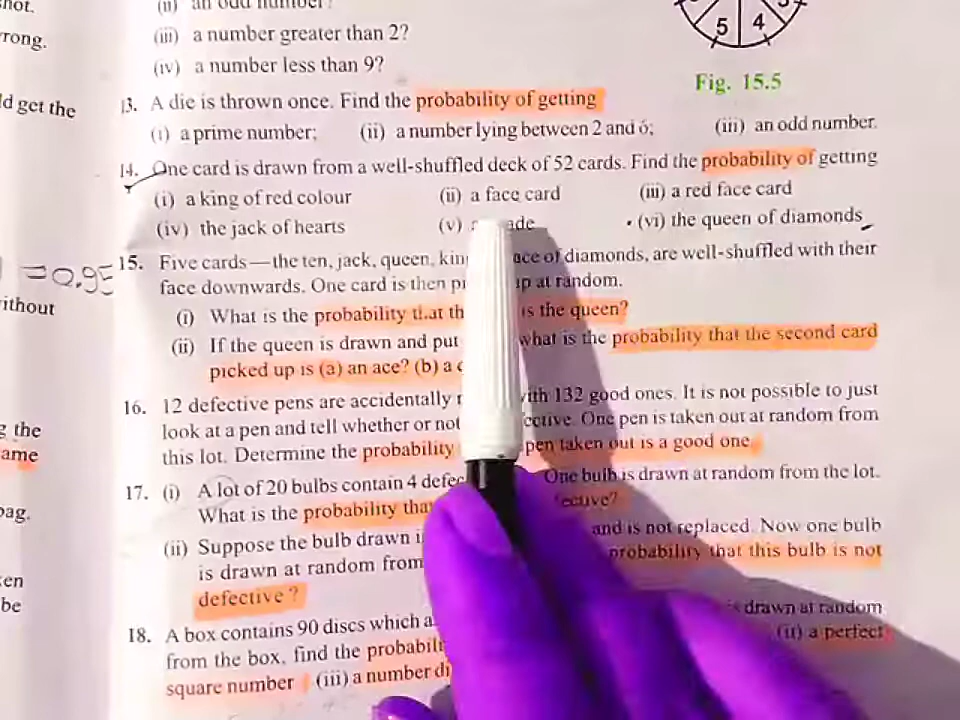 not.
(ii) an odd number?
rong.
(iii) a number greater than 2?
(iv) a number less than 9?
5 4
Fig. 15.5
d get the
13. A die is thrown once. Find the probability of getting
(i) a prime number; (ii) a number lying between 2 and 6; (iii) an odd number.
14. One card is drawn from a well-shuffled deck of 52 cards. Find the probability of getting
(i) a king of red colour (ii) a face card (iii) a red face card
(iv) the jack of hearts (v) ade (vi) the queen of diamonds
= 0.95
15. Five cards—the ten, jack, queen, kin ace of diamonds, are well-shuffled with their
ithout
face downwards. One card is then p up at random.
(i) What is the probability that th is the queen?
(ii) If the queen is drawn and put what is the probability that the second card
picked up is (a) an ace? (b) a
16. 12 defective pens are accidentally with 132 good ones. It is not possible to just
g the
look at a pen and tell whether or not ective. One pen is taken out at random from
ame
this lot. Determine the probability pen taken out is a good one.
17. (i) A lot of 20 bulbs contain 4 defec One bulb is drawn at random from the lot.
bag.
What is the probability tha ective?
(ii) Suppose the bulb drawn i and is not replaced. Now one bulb
is drawn at random from probability that this bulb is not
en
be
defective ?
18. A box contains 90 discs which a is drawn at random
from the box, find the probabili (ii) a perfect
square number (iii) a number di